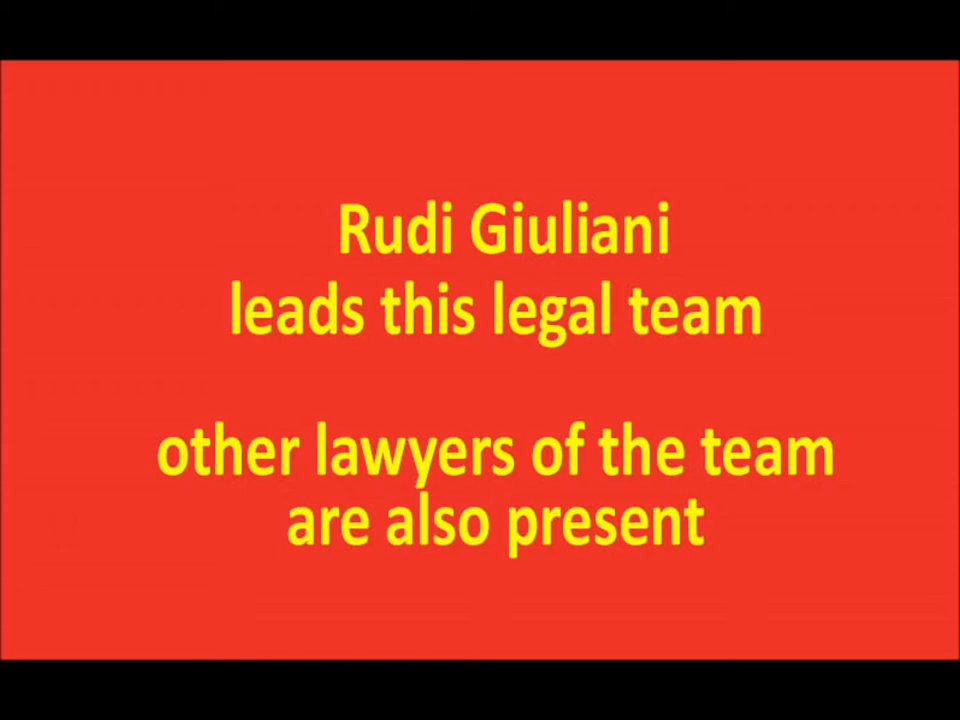 Rudi Giuliani
leads this legal team
other lawyers of the team
are also present